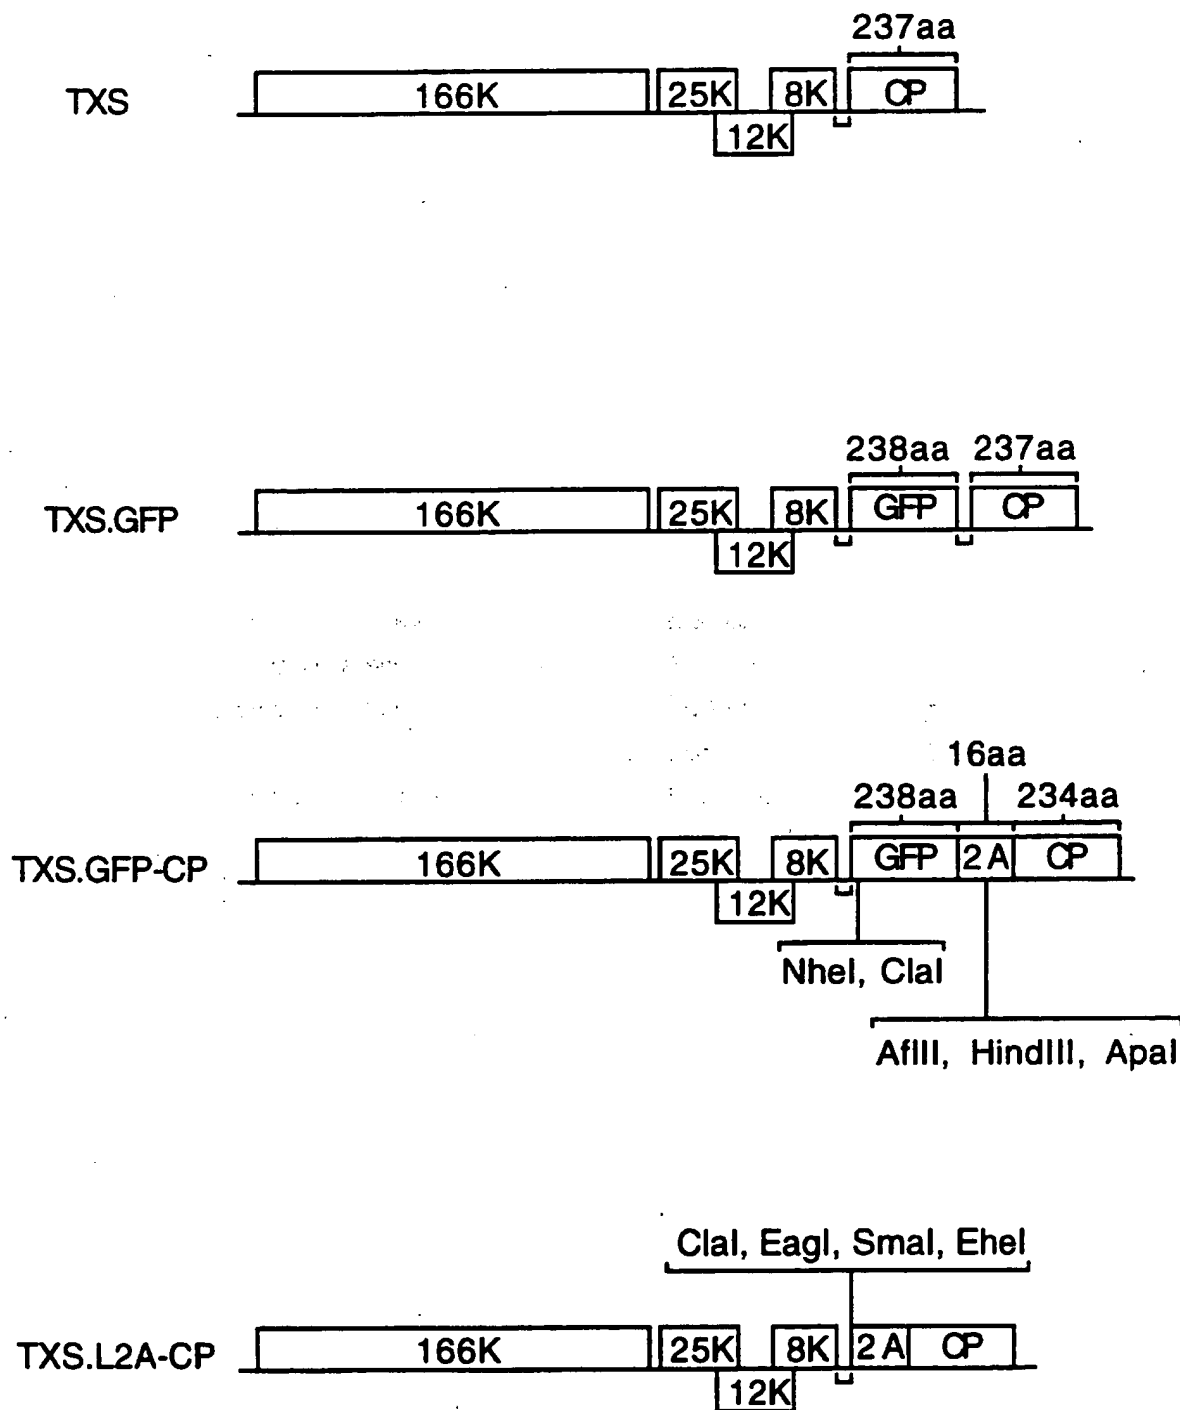 237aa
TXS 166K 25K 8K CP
12K
238aa 237aa
TXS.GFP 166K 25K 8K GFP CP
12K
16aa
238aa 234aa
TXS.GFP-CP 166K 25K 8K GFP 2A CP
12K
NheI, ClaI
AflII, HindIII, ApaI
ClaI, EagI, SmaI, EheI
TXS.L2A-CP 166K 25K 8K 2A CP
12K